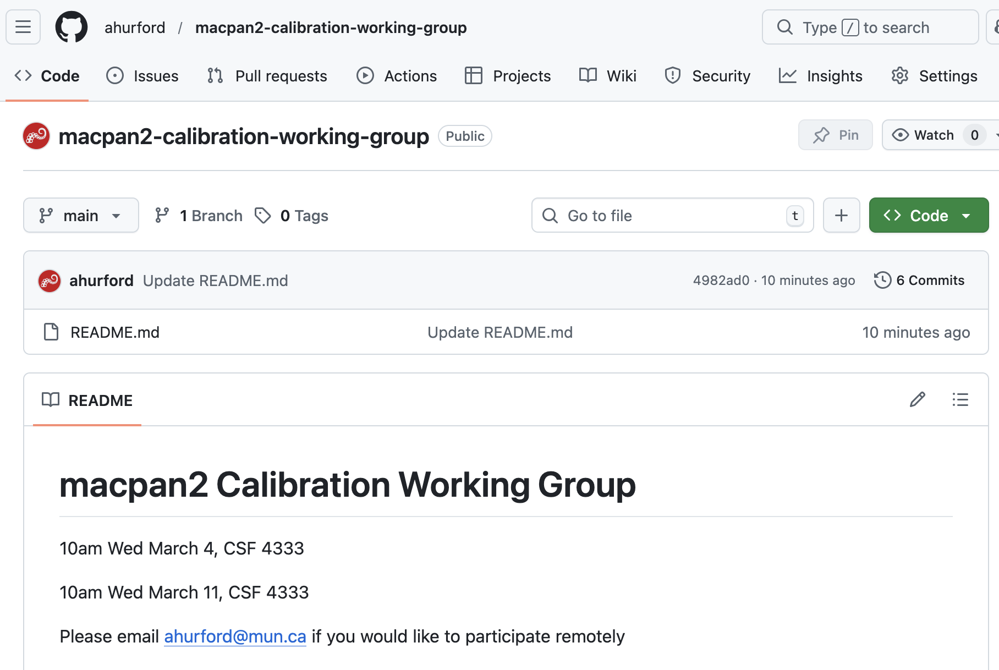 ahurford / macpan2-calibration-working-group
Type / to search
Code Issues Pull requests Actions Projects Wiki Security Insights Settings
macpan2-calibration-working-group Public
Pin Watch 0
main 1 Branch 0 Tags
Go to file t
Code
ahurford Update README.md 4982ad0 · 10 minutes ago 6 Commits
README.md Update README.md 10 minutes ago
README
macpan2 Calibration Working Group
10am Wed March 4, CSF 4333
10am Wed March 11, CSF 4333
Please email ahurford@mun.ca if you would like to participate remotely